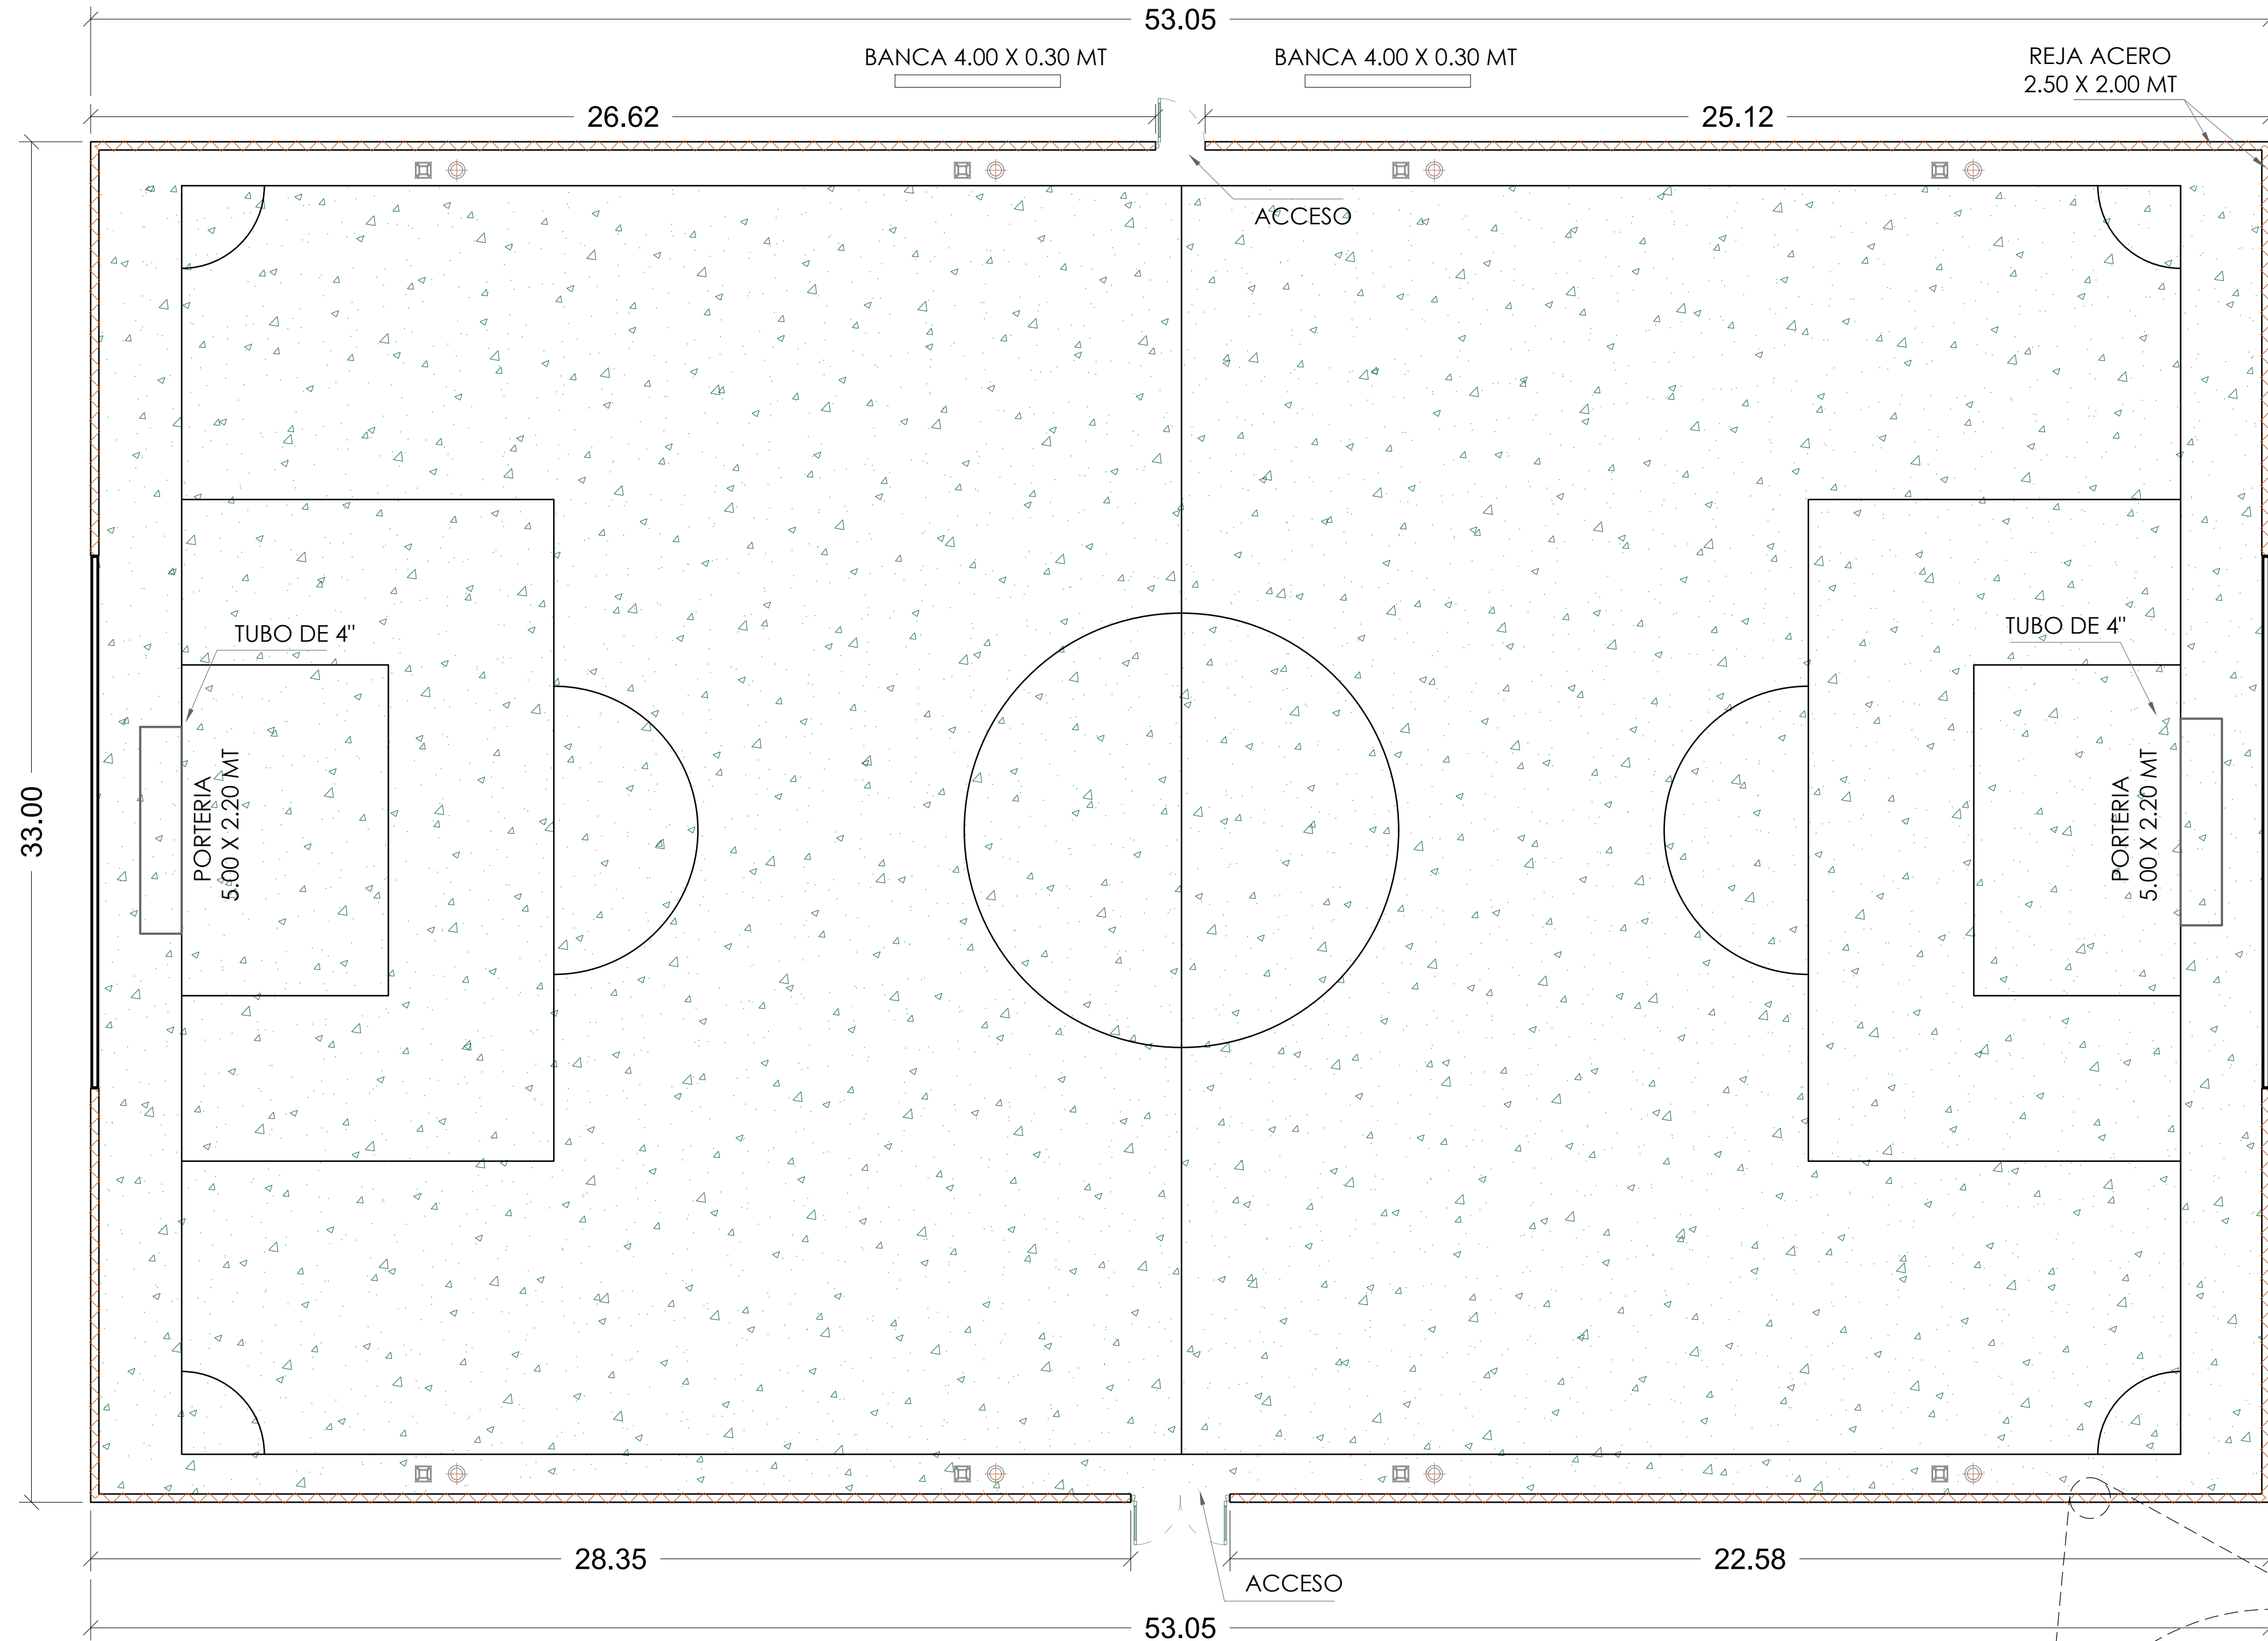 53.05
BANCA 4.00 X 0.30 MT
BANCA 4.00 X 0.30 MT
REJA ACERO
2.50 X 2.00 MT
26.62
25.12
ACCESO
TUBO DE 4"
TUBO DE 4"
33.00
PORTERIA
5.00 X 2.20 MT
PORTERIA
5.00 X 2.20 MT
28.35
22.58
ACCESO
53.05